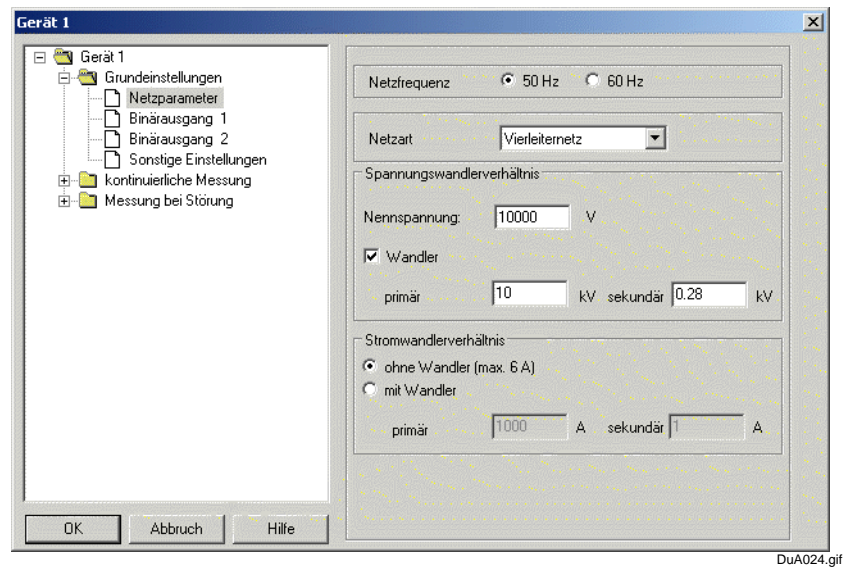 Gerät 1
Gerät 1
Grundeinstellungen
Netzparameter
Binärausgang 1
Binärausgang 2
Sonstige Einstellungen
kontinuierliche Messung
Messung bei Störung
OK Abbruch Hilfe
Netzfrequenz 50 Hz 60 Hz
Netzart Vierleiternetz
Spannungswandlerverhältnis
Nennspannung: 10000 V
Wandler
primär 10 kV sekundär 0.28 kV
Stromwandlerverhältnis
ohne Wandler (max. 6 A)
mit Wandler
primär 1000 A sekundär 1 A
DuA024.gif